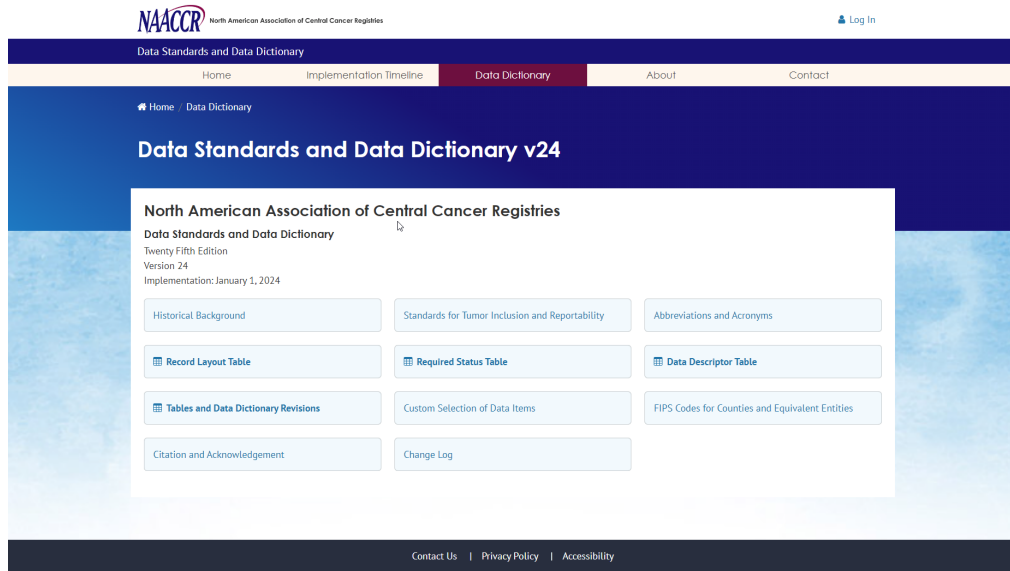 NAACCR North American Association of Central Cancer Registries
Log In
Data Standards and Data Dictionary
Home Implementation Timeline Data Dictionary About Contact
Home / Data Dictionary
Data Standards and Data Dictionary v24
North American Association of Central Cancer Registries
Data Standards and Data Dictionary
Twenty Fifth Edition
Version 24
Implementation: January 1, 2024
Historical Background Standards for Tumor Inclusion and Reportability Abbreviations and Acronyms
Record Layout Table Required Status Table Data Descriptor Table
Tables and Data Dictionary Revisions Custom Selection of Data Items FIPS Codes for Counties and Equivalent Entities
Citation and Acknowledgement Change Log
Contact Us | Privacy Policy | Accessibility